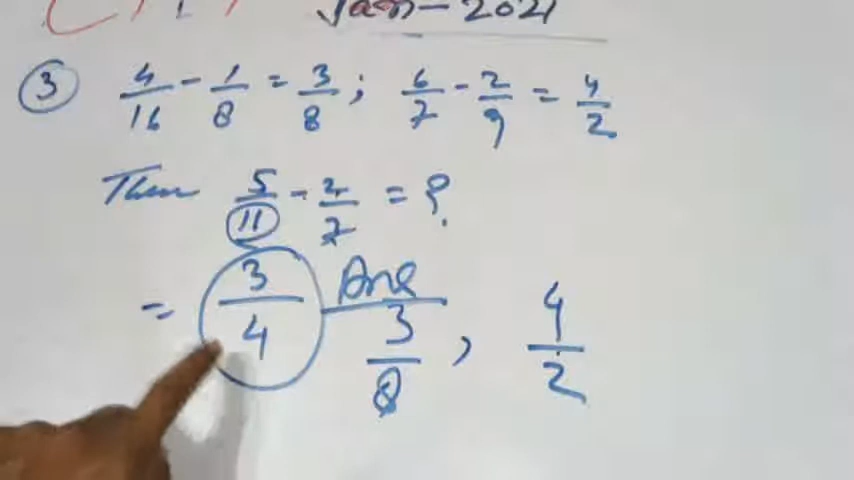 Jan-2021
3 4/16 - 1/8 = 3/8 ; 6/7 - 2/9 = 4/2
Then 5/11 - 2/7 = ?
= 3/4 Ans 3/8 , 4/2